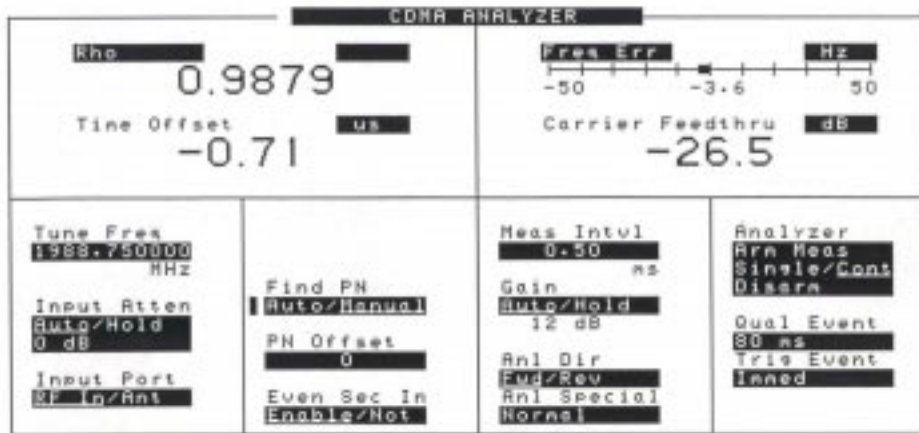 CDMA ANALYZER
Rho
0.9879
Time Offset us
-0.71
Freq Err Hz
-50 -3.6 50
Carrier Feedthru dB
-26.5
Tune Freq
1988.750000
MHz
Input Atten
Auto/Hold
0 dB
Input Port
RF In/Ant
Find PN
Auto/Manual
PN Offset
0
Even Sec In
Enable/Not
Meas Intvl
0.50
ms
Gain
Auto/Hold
12 dB
Anl Dir
Fwd/Rev
Anl Special
Normal
Analyzer
Arm Meas
Single/Cont
Disarm
Qual Event
80 ms
Trig Event
Immed